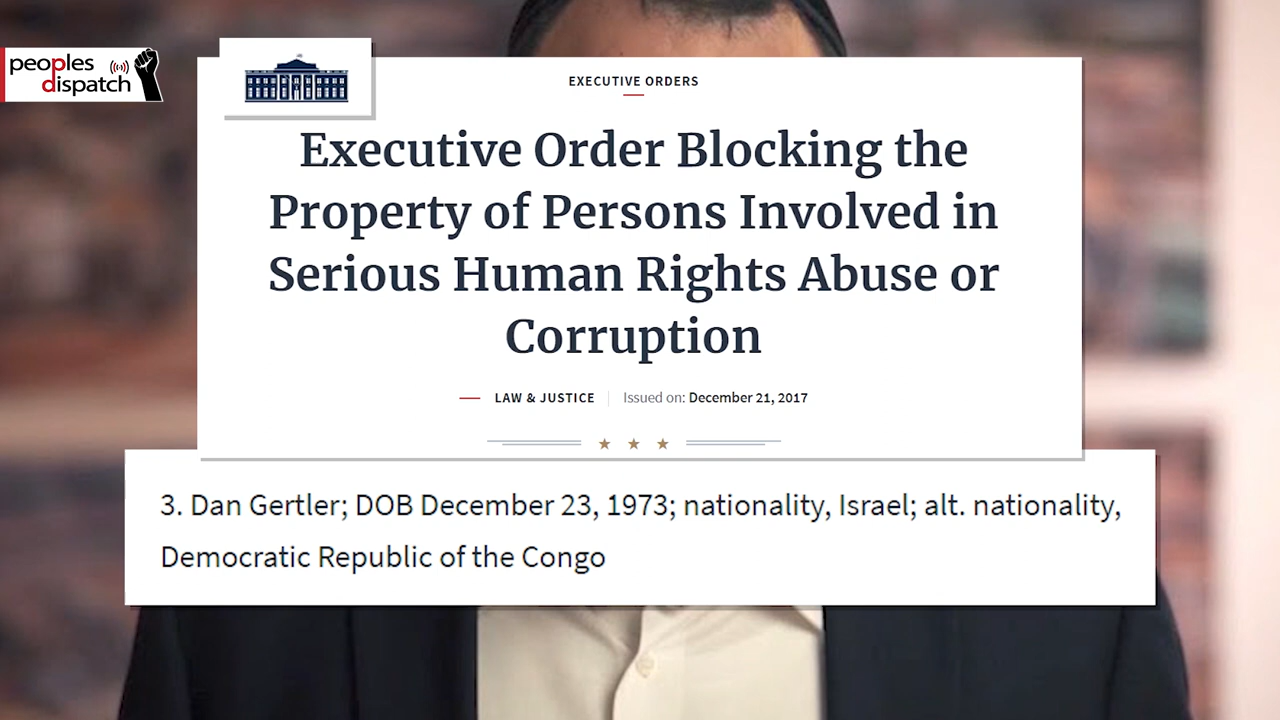 peoples
dispatch
EXECUTIVE ORDERS
Executive Order Blocking the
Property of Persons Involved in
Serious Human Rights Abuse or
Corruption
LAW & JUSTICE Issued on: December 21, 2017
3. Dan Gertler; DOB December 23, 1973; nationality, Israel; alt. nationality,
Democratic Republic of the Congo